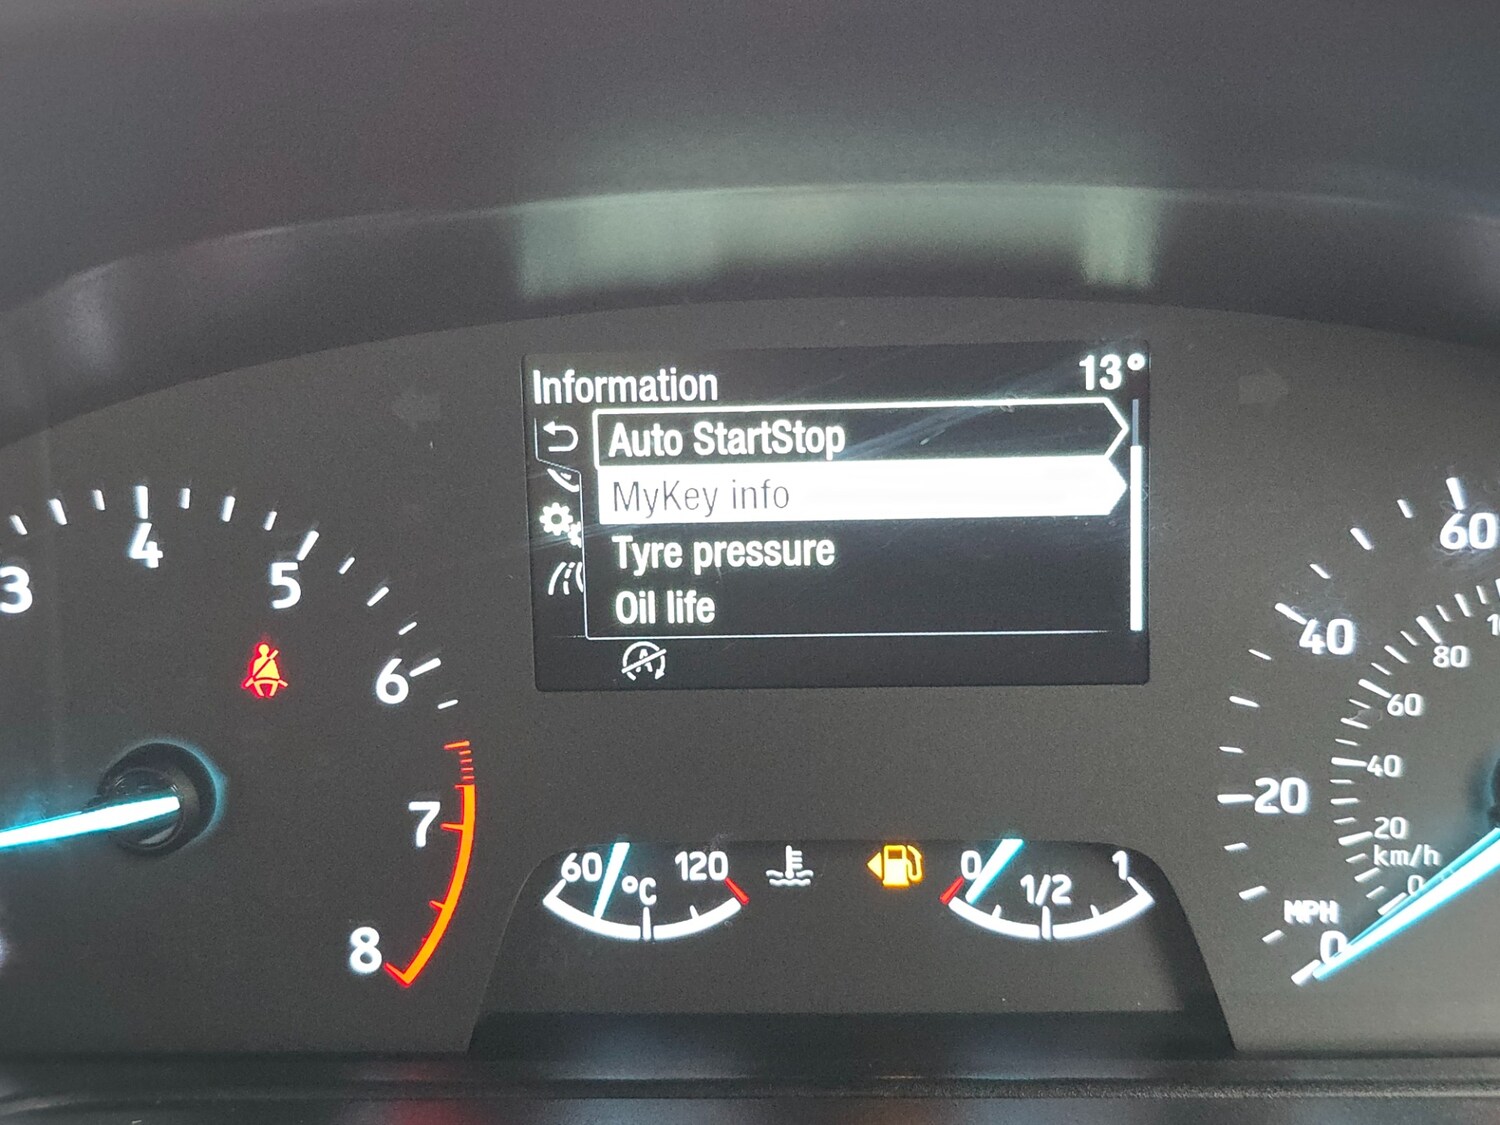 Information 13°
Auto StartStop
MyKey info
Tyre pressure
Oil life
A
3
4
5
6
7
8
60 °C 120
0 1/2 1
60
40
20
0
MPH
80
60
40
20
0
km/h